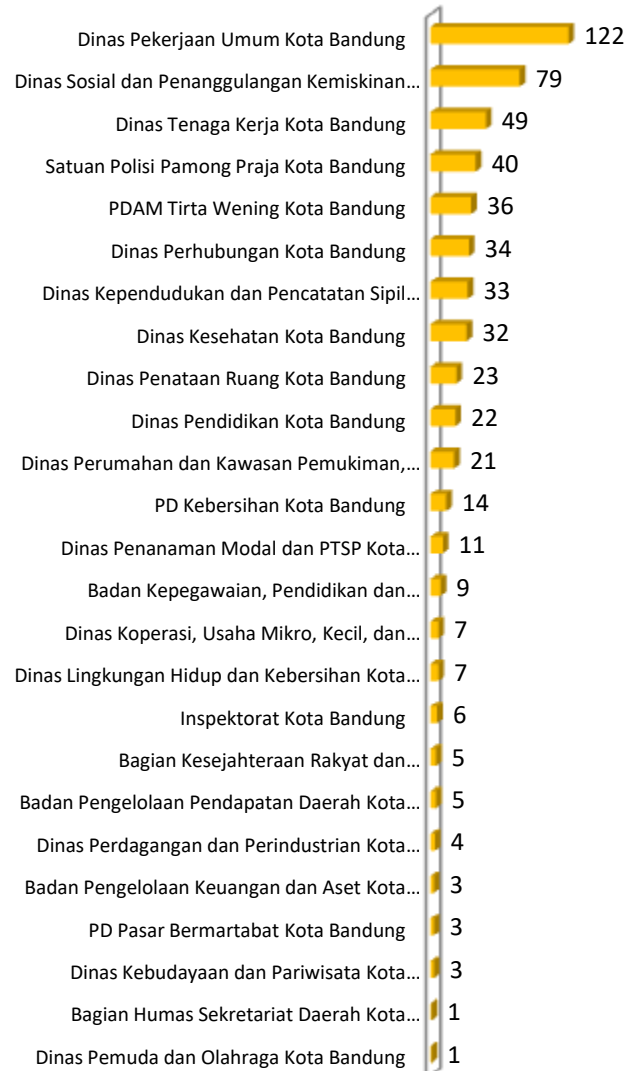 Dinas Pekerjaan Umum Kota Bandung 122
Dinas Sosial dan Penanggulangan Kemiskinan... 79
Dinas Tenaga Kerja Kota Bandung 49
Satuan Polisi Pamong Praja Kota Bandung 40
PDAM Tirta Wening Kota Bandung 36
Dinas Perhubungan Kota Bandung 34
Dinas Kependudukan dan Pencatatan Sipil... 33
Dinas Kesehatan Kota Bandung 32
Dinas Penataan Ruang Kota Bandung 23
Dinas Pendidikan Kota Bandung 22
Dinas Perumahan dan Kawasan Pemukiman,... 21
PD Kebersihan Kota Bandung 14
Dinas Penanaman Modal dan PTSP Kota... 11
Badan Kepegawaian, Pendidikan dan... 9
Dinas Koperasi, Usaha Mikro, Kecil, dan... 7
Dinas Lingkungan Hidup dan Kebersihan Kota... 7
Inspektorat Kota Bandung 6
Bagian Kesejahteraan Rakyat dan... 5
Badan Pengelolaan Pendapatan Daerah Kota... 5
Dinas Perdagangan dan Perindustrian Kota... 4
Badan Pengelolaan Keuangan dan Aset Kota... 3
PD Pasar Bermartabat Kota Bandung 3
Dinas Kebudayaan dan Pariwisata Kota... 3
Bagian Humas Sekretariat Daerah Kota... 1
Dinas Pemuda dan Olahraga Kota Bandung 1